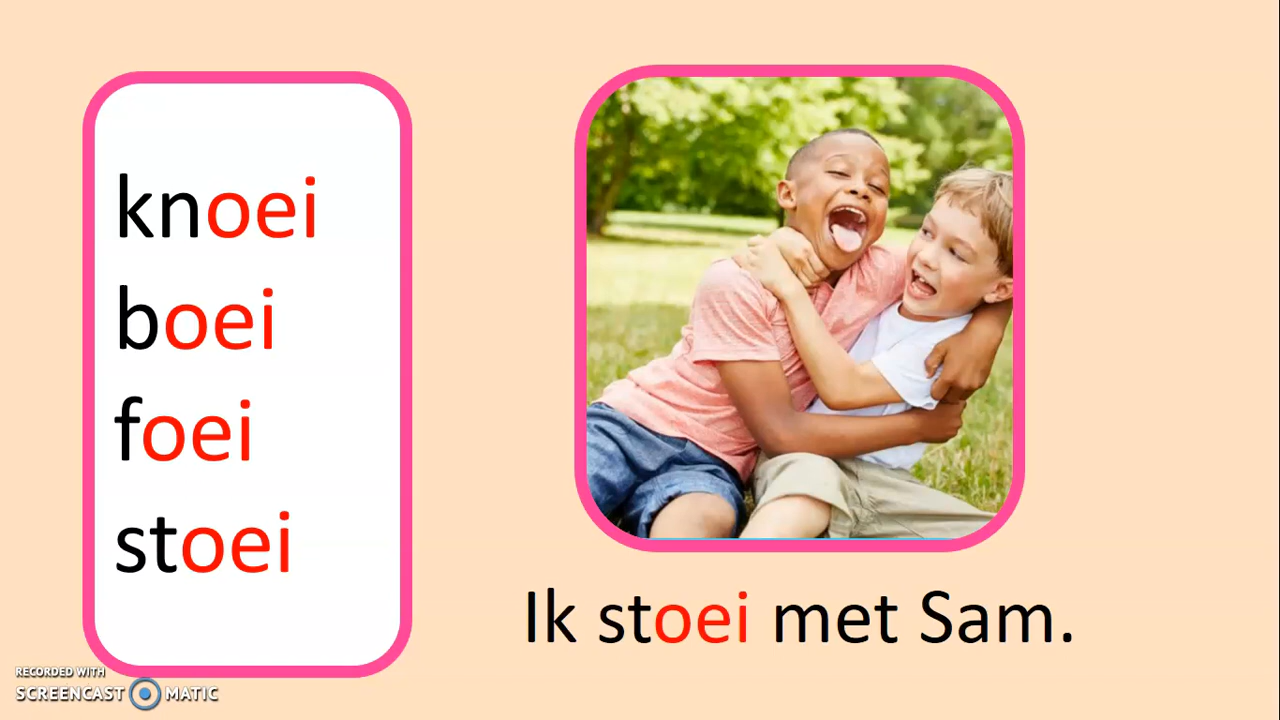 knoei
boei
foei
stoei
Ik stoei met Sam.
RECORDED WITH
SCREENCAST MATIC